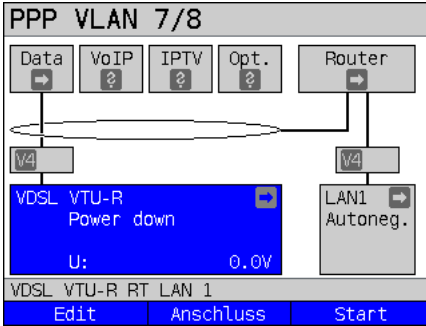 PPP VLAN 7/8
Data VoIP IPTV Opt. Router
? ? ?
V4 V4
VDSL VTU-R LAN1
Power down Autoneg.
U: 0.0V
VDSL VTU-R RT LAN 1
Edit Anschluss Start